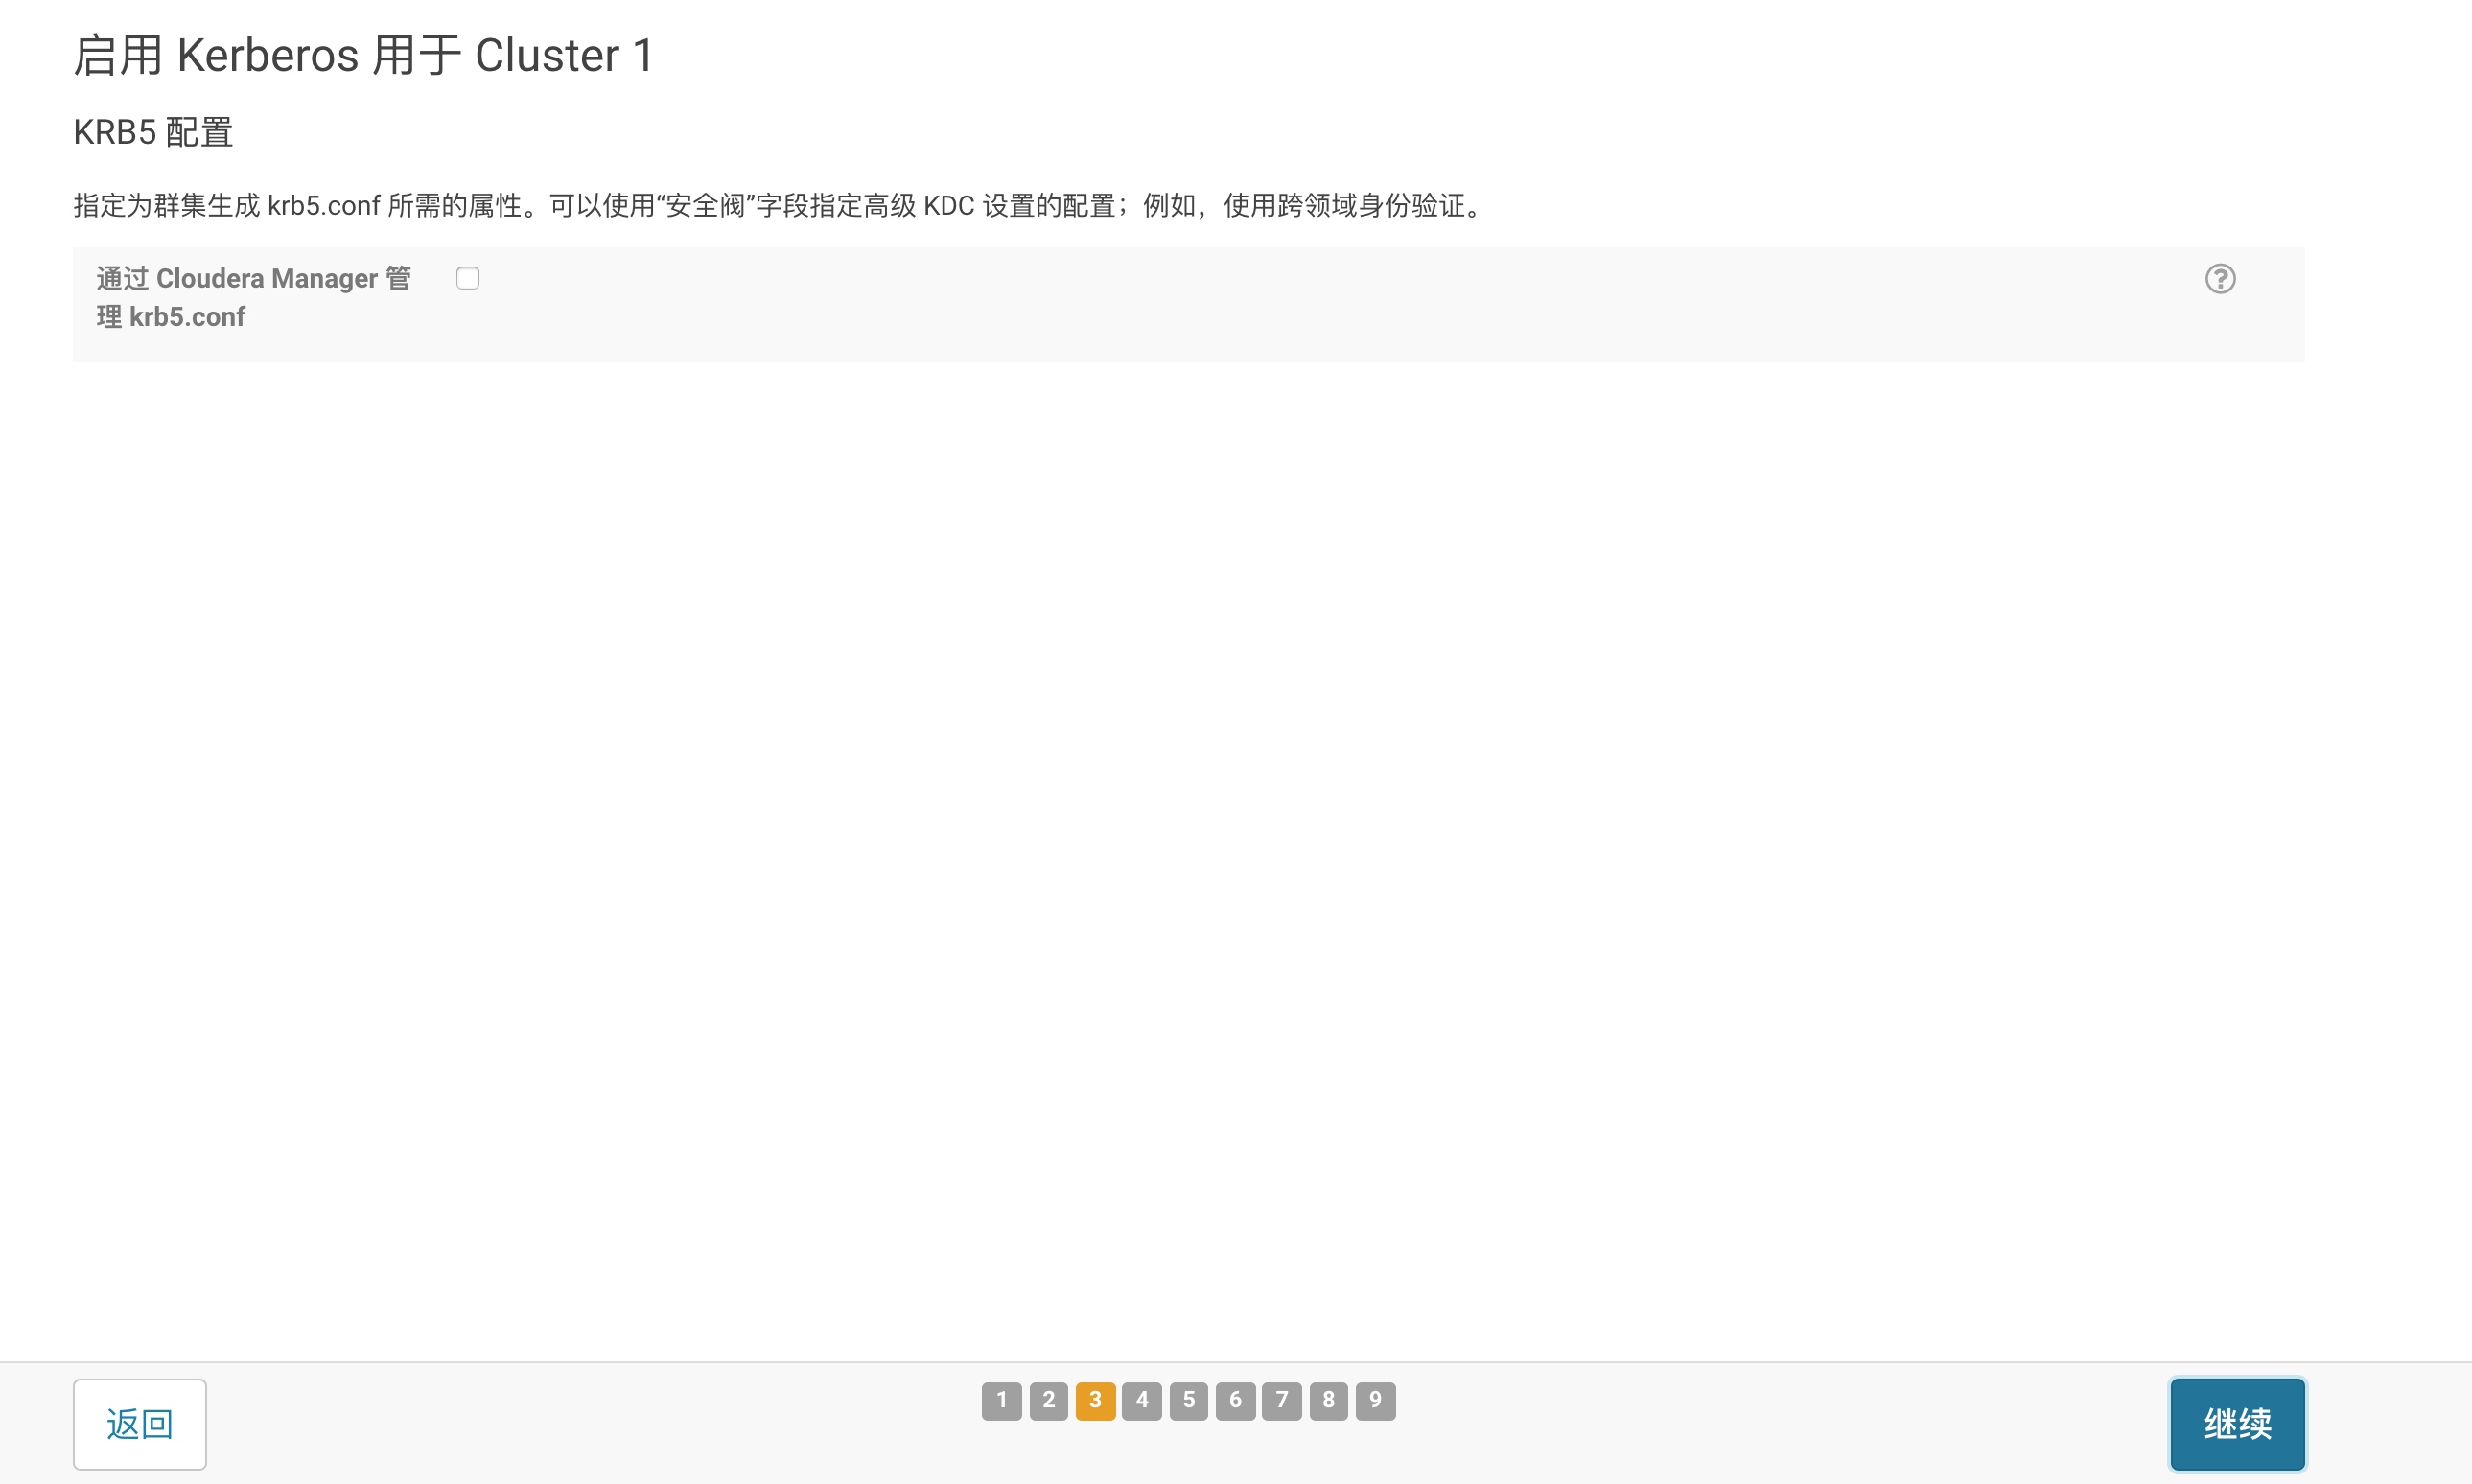 启用 Kerberos 用于 Cluster 1
KRB5 配置
指定为群集生成 krb5.conf 所需的属性。可以使用“安全阀”字段指定高级 KDC 设置的配置；例如，使用跨领域身份验证。
通过 Cloudera Manager 管
理 krb5.conf
?
返回
1 2 3 4 5 6 7 8 9
继续